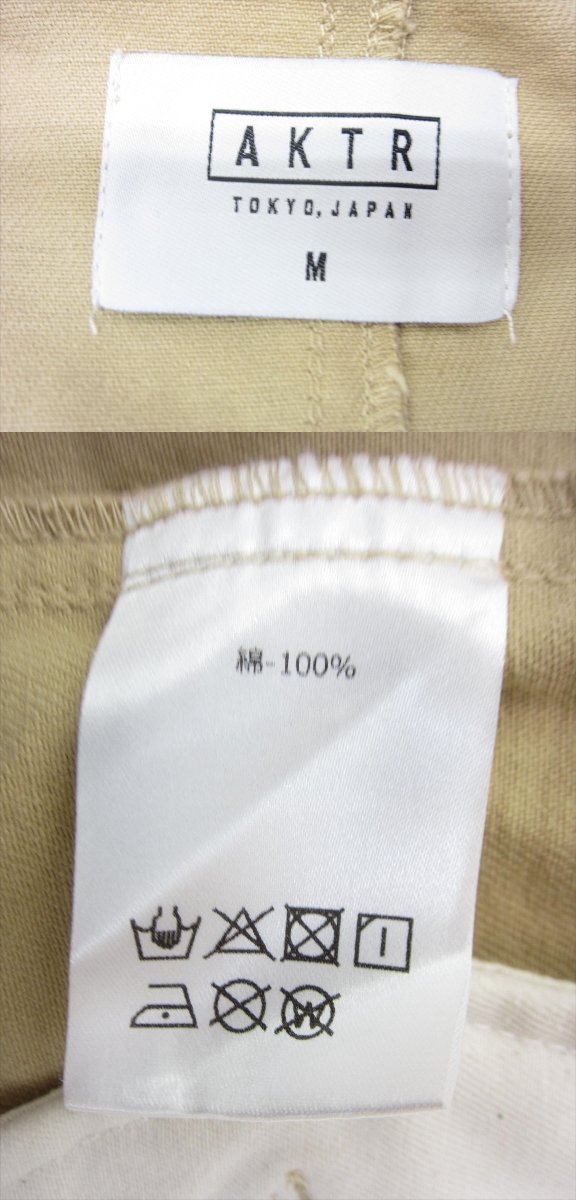 AKTR
TOKYO, JAPAN
M
綿-100%
W